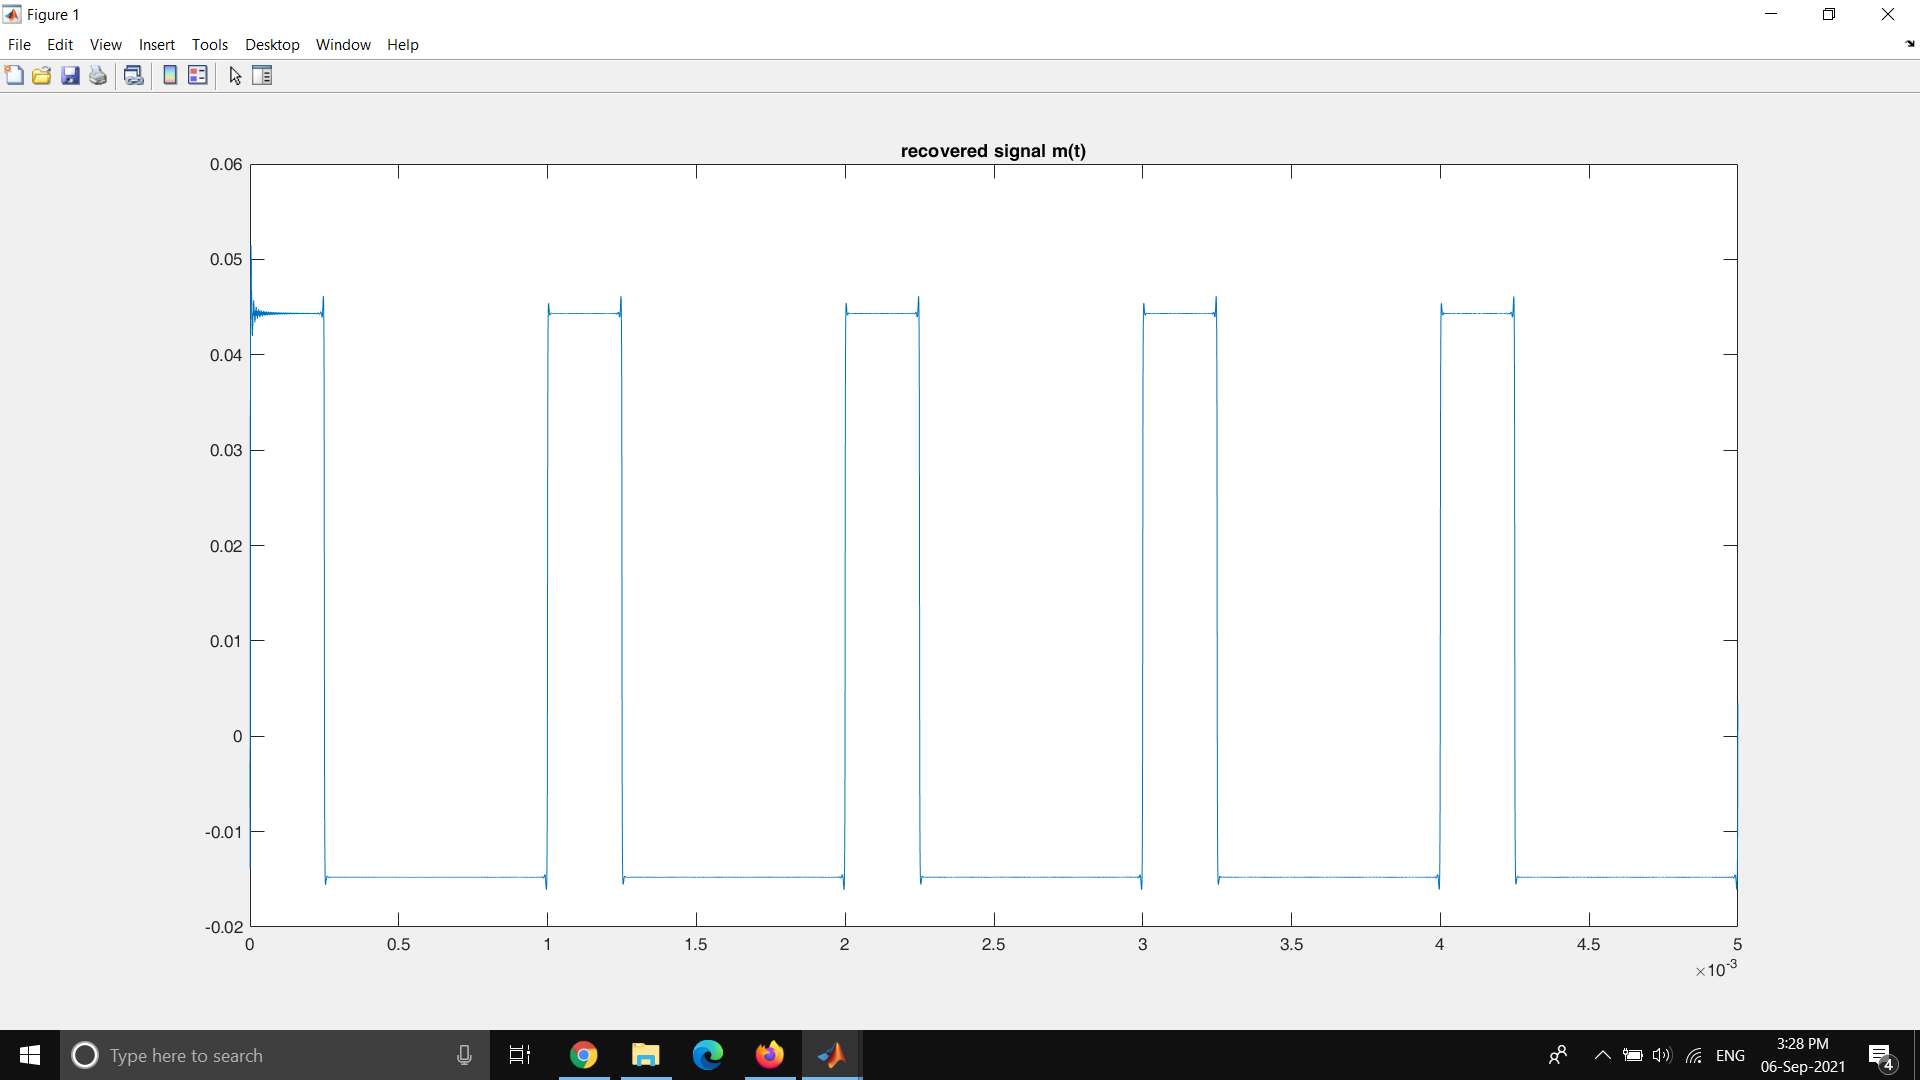 Figure 1
File Edit View Insert Tools Desktop Window Help
recovered signal m(t)
0.06
0.05
0.04
0.03
0.02
0.01
0
-0.01
-0.02
0 0.5 1 1.5 2 2.5 3 3.5 4 4.5 5
×10-3
Type here to search
ENG
3:28 PM
06-Sep-2021
4